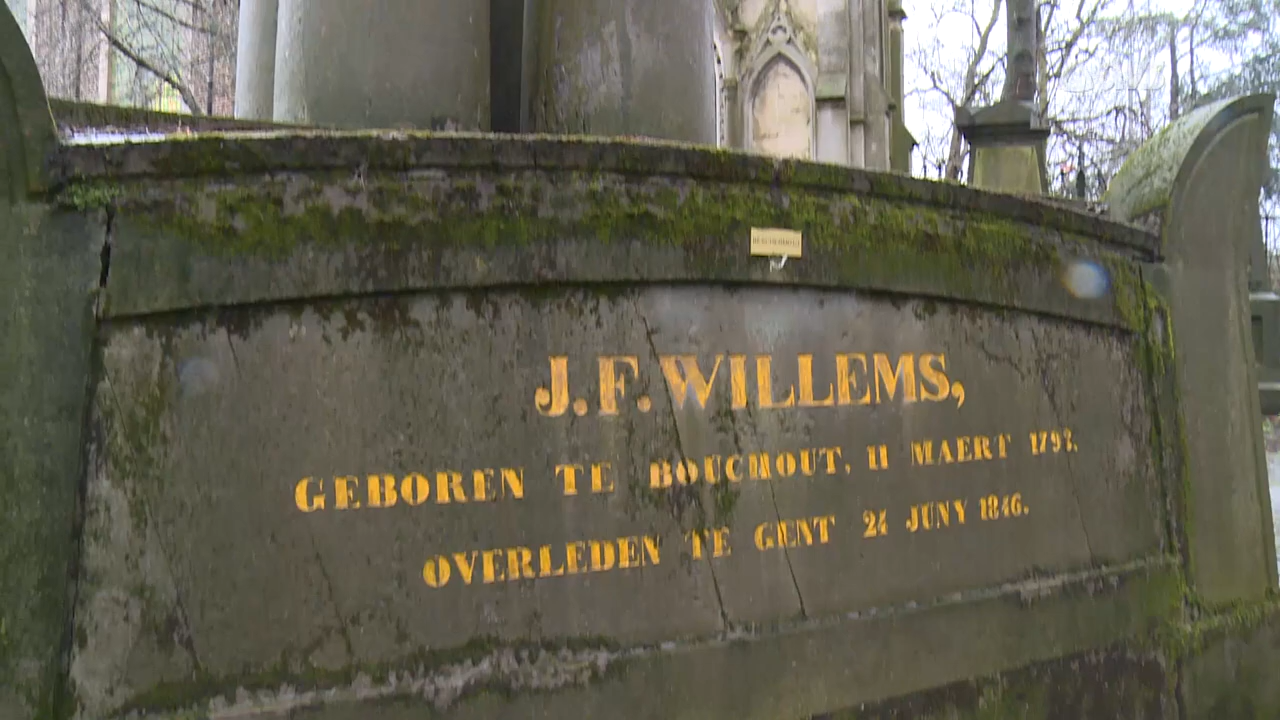 J.F. WILLEMS,
GEBOREN TE BOUCHOUT, 11 MAERT 1793.
OVERLEDEN TE GENT 24 JUNY 1846.